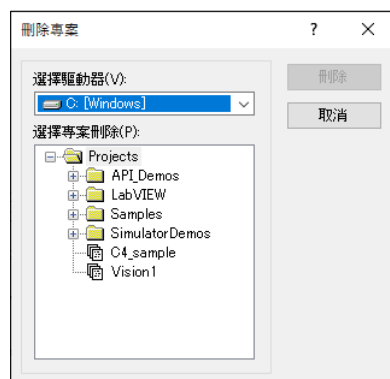 刪除專案
?
選擇驅動器(V):
刪除
C: [Windows]
取消
選擇專案刪除(P):
Projects
API_Demos
LabVIEW
Samples
SimulatorDemos
C4_sample
Vision1